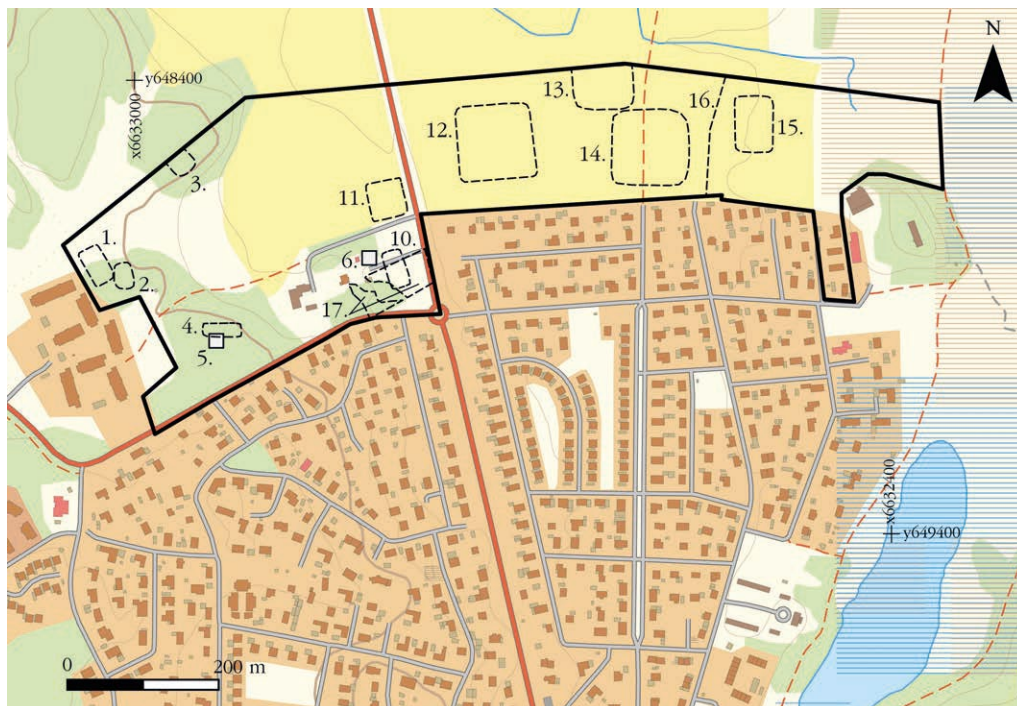 N
y648400
x6633000
13.
16.
12.
15.
14.
3.
11.
1.
10.
6.
2.
17.
4.
5.
x6632400
y649400
0
200 m